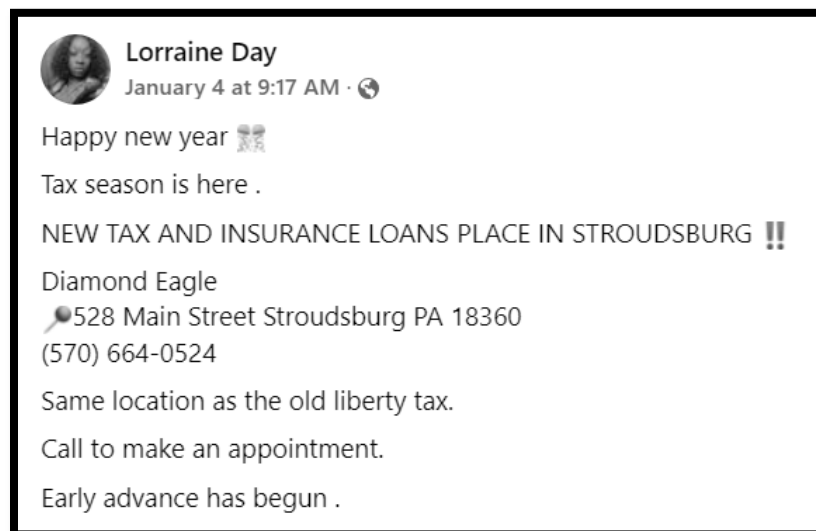 Lorraine Day
January 4 at 9:17 AM ·
Happy new year 🎊
Tax season is here .
NEW TAX AND INSURANCE LOANS PLACE IN STROUDSBURG ‼️
Diamond Eagle
📍528 Main Street Stroudsburg PA 18360
(570) 664-0524
Same location as the old liberty tax.
Call to make an appointment.
Early advance has begun .